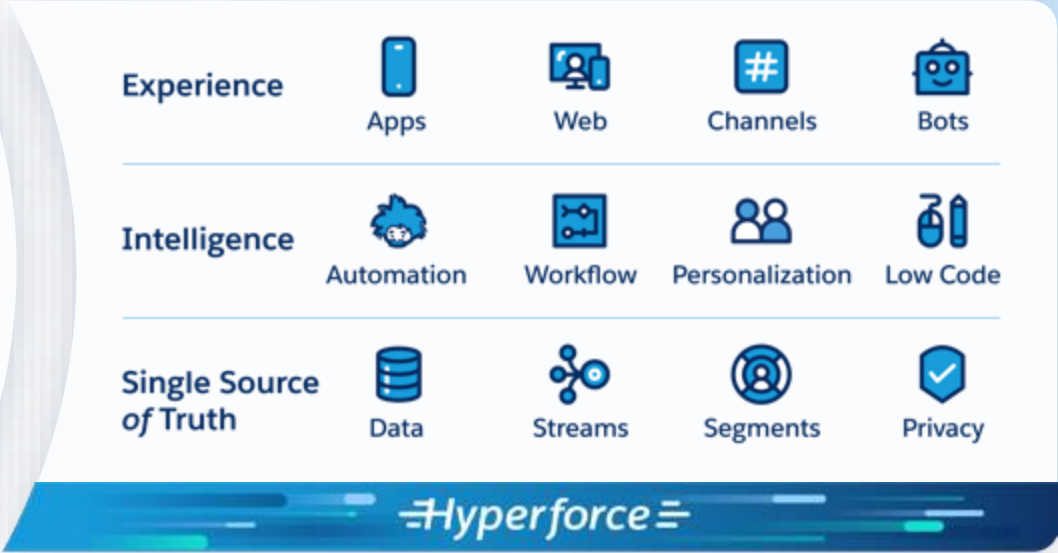 Experience
Apps
Web
#
Channels
Bots
Intelligence
Automation
Workflow
Personalization
Low Code
Single Source
of Truth
Data
Streams
Segments
Privacy
Hyperforce